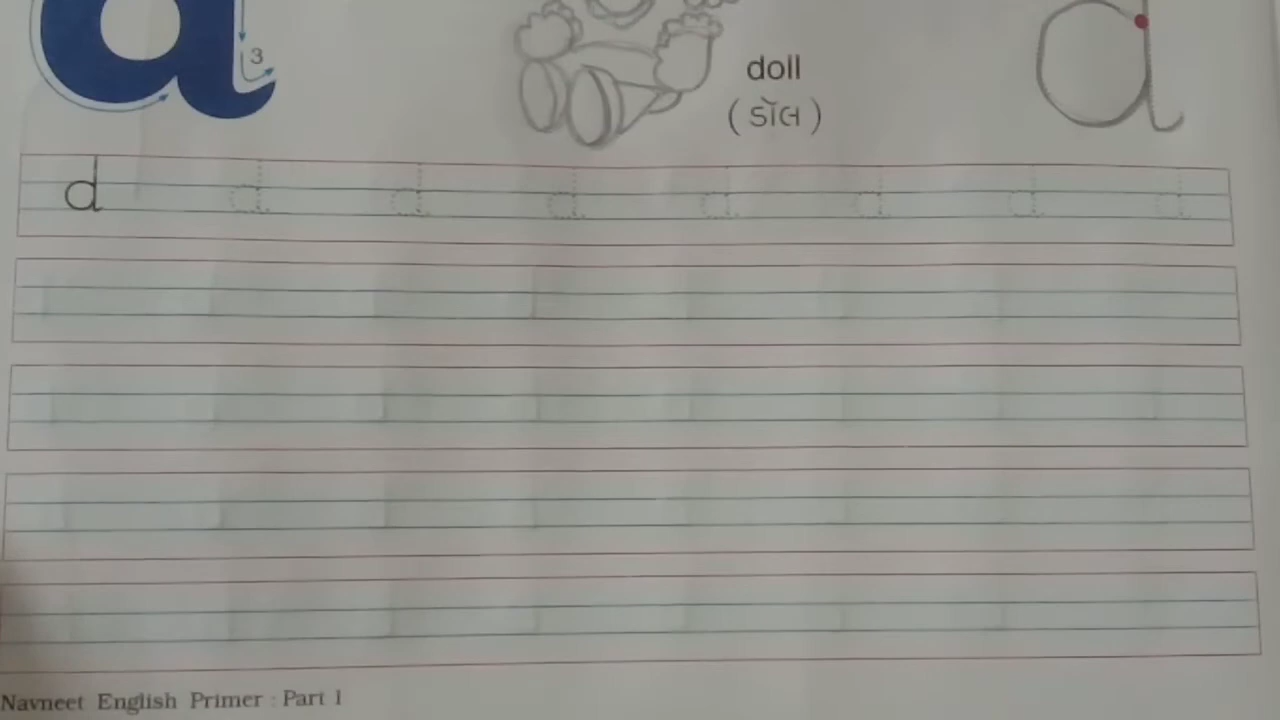 d 3 d
doll
(ડૉલ)
d d d d d d d d
Navneet English Primer : Part 1